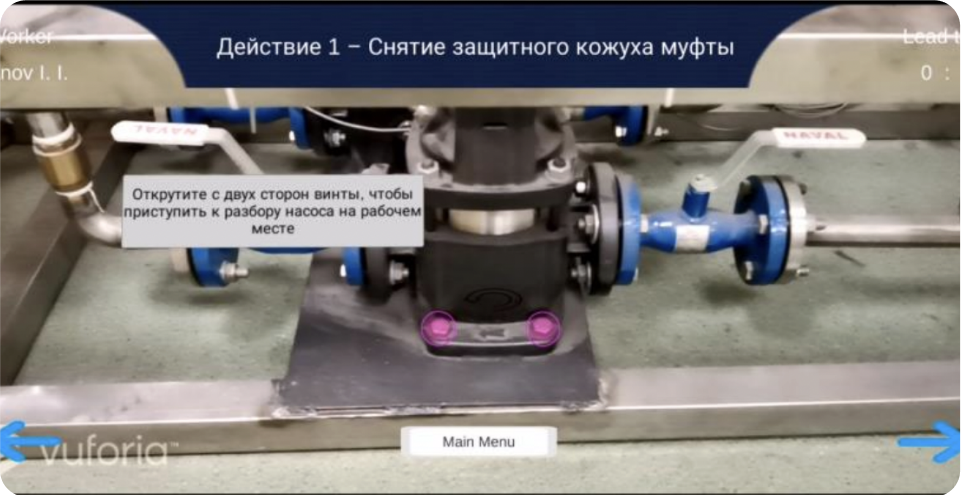 Worker
nov I. I.
Действие 1 – Снятие защитного кожуха муфты
Lead t
0 :
NAVAL
NAVAL
Открутите с двух сторон винты, чтобы
приступить к разбору насоса на рабочем
месте
Main Menu
vuforia™